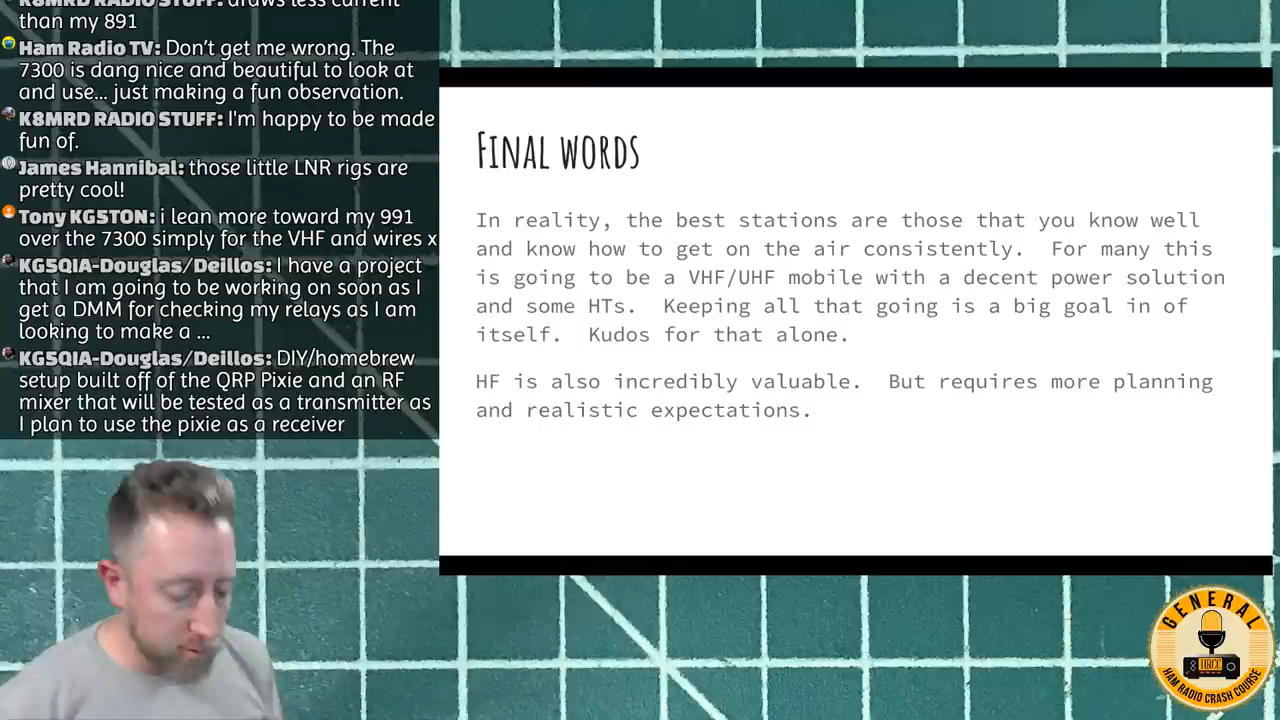 K8MRD RADIO STUFF: draws less current
than my 891
Ham Radio TV: Don't get me wrong. The
7300 is dang nice and beautiful to look at
and use... just making a fun observation.
K8MRD RADIO STUFF: I'm happy to be made
fun of.
James Hannibal: those little LNR rigs are
pretty cool!
Tony KG5TON: i lean more toward my 991
over the 7300 simply for the VHF and wires x
KG5QIA-Douglas/Deillos: I have a project
that I am going to be working on soon as I
get a DMM for checking my relays as I am
looking to make a ...
KG5QIA-Douglas/Deillos: DIY/homebrew
setup built off of the QRP Pixie and an RF
mixer that will be tested as a transmitter as
I plan to use the pixie as a receiver
Final words
In reality, the best stations are those that you know well
and know how to get on the air consistently.  For many this
is going to be a VHF/UHF mobile with a decent power solution
and some HTs.  Keeping all that going is a big goal in of
itself.  Kudos for that alone.
HF is also incredibly valuable.  But requires more planning
and realistic expectations.
GENERAL
HRCC
HAM RADIO CRASH COURSE